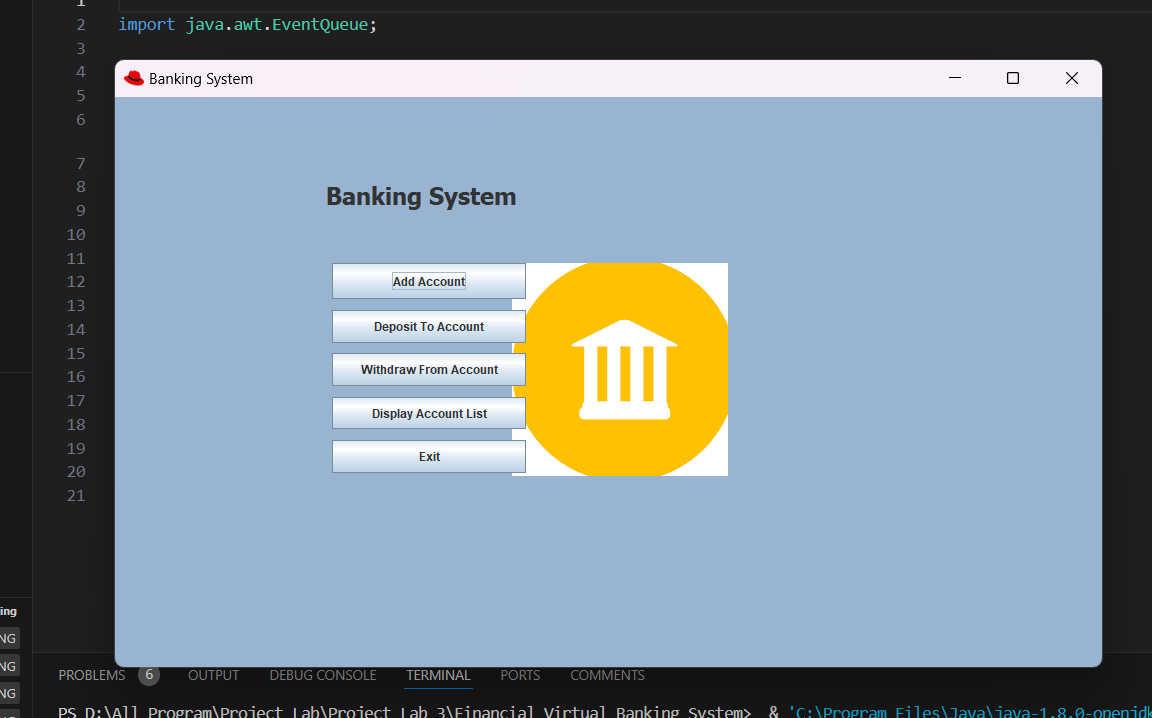 1
2 import java.awt.EventQueue;
3
4
5
6
7
8
9
10
11
12
13
14
15
16
17
18
19
20
21
Banking System
Banking System
Add Account
Deposit To Account
Withdraw From Account
Display Account List
Exit
ing
NG
NG
NG
PROBLEMS 6 OUTPUT DEBUG CONSOLE TERMINAL PORTS COMMENTS
PS D:\All Program\Project Lab\Project Lab 3\Financial Virtual Banking System> & 'C:\Program Files\Java\java-1.8.0-openjdk